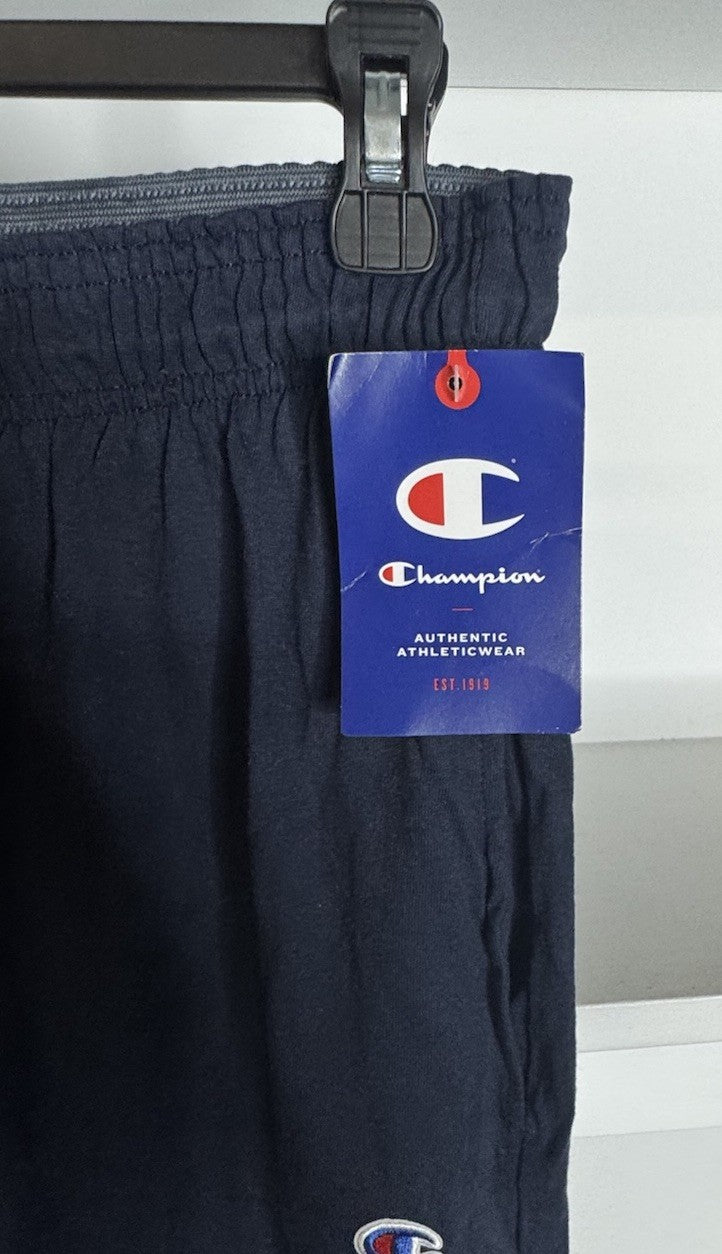 Champion
AUTHENTIC
ATHLETICWEAR
EST.1919